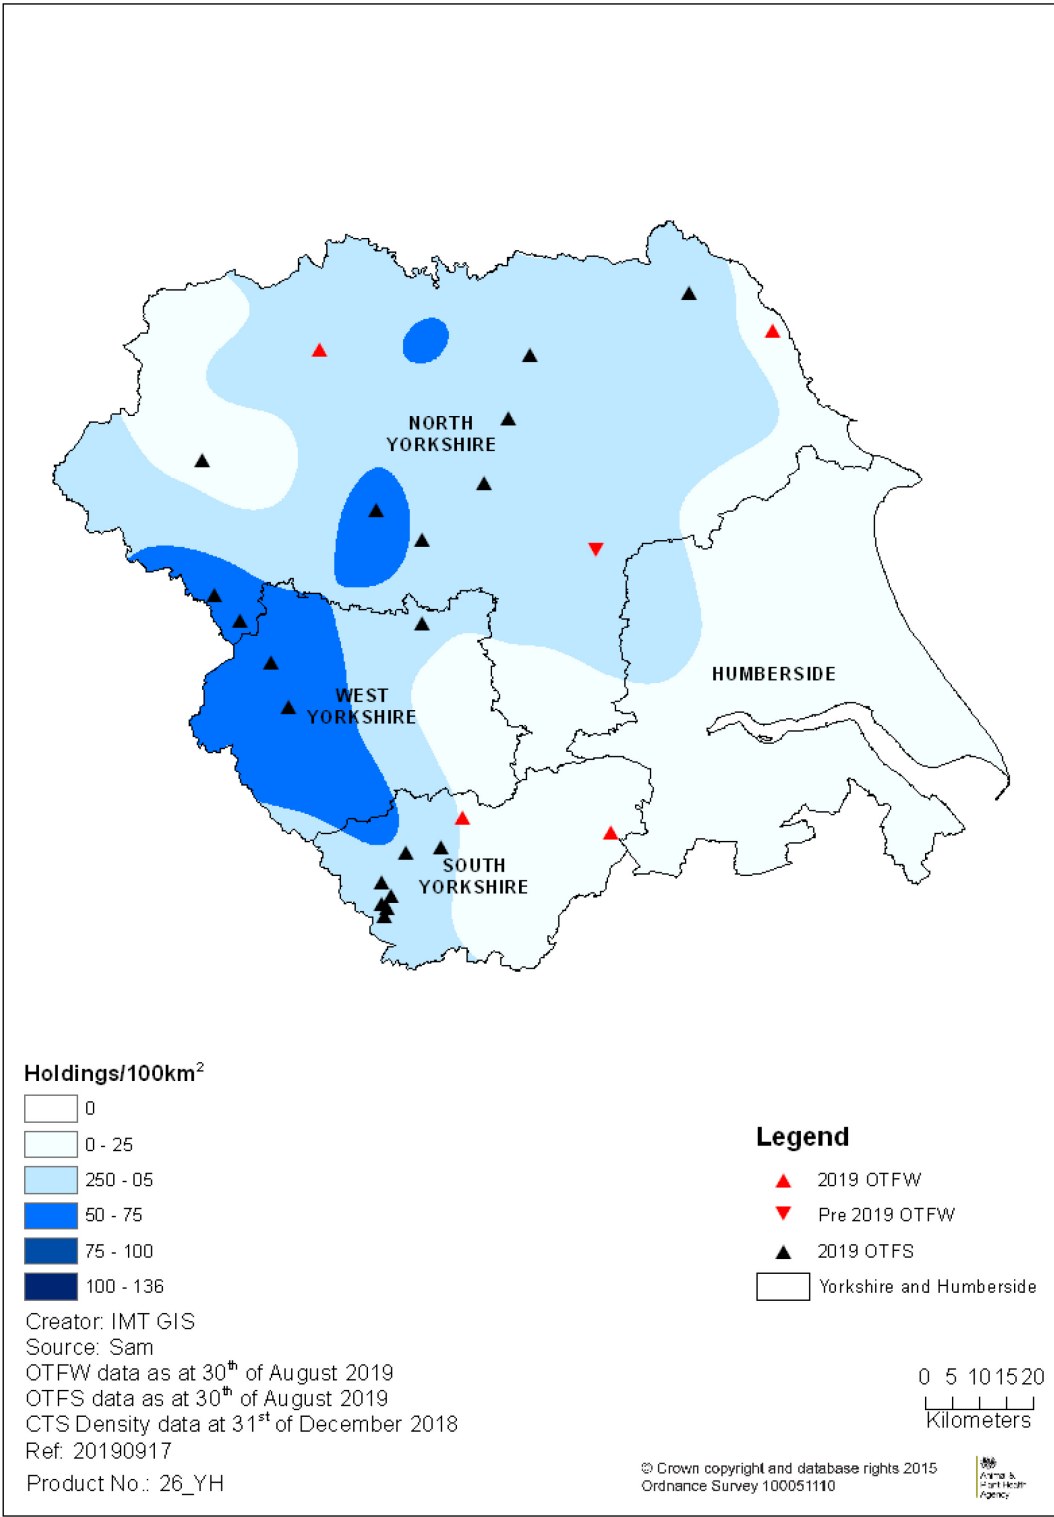 NORTH
YORKSHIRE
WEST
YORKSHIRE
HUMBERSIDE
SOUTH
YORKSHIRE
Holdings/100km²
0
0 - 25
250 - 05
50 - 75
75 - 100
100 - 136
Legend
2019 OTFW
Pre 2019 OTFW
2019 OTFS
Yorkshire and Humberside
Creator: IMT GIS
Source: Sam
OTFW data as at 30th of August 2019
OTFS data as at 30th of August 2019
CTS Density data at 31st of December 2018
Ref: 20190917
Product No.: 26_YH
0 5 10 15 20
Kilometers
© Crown copyright and database rights 2015
Ordnance Survey 100051110
Animal &
Plant Health
Agency